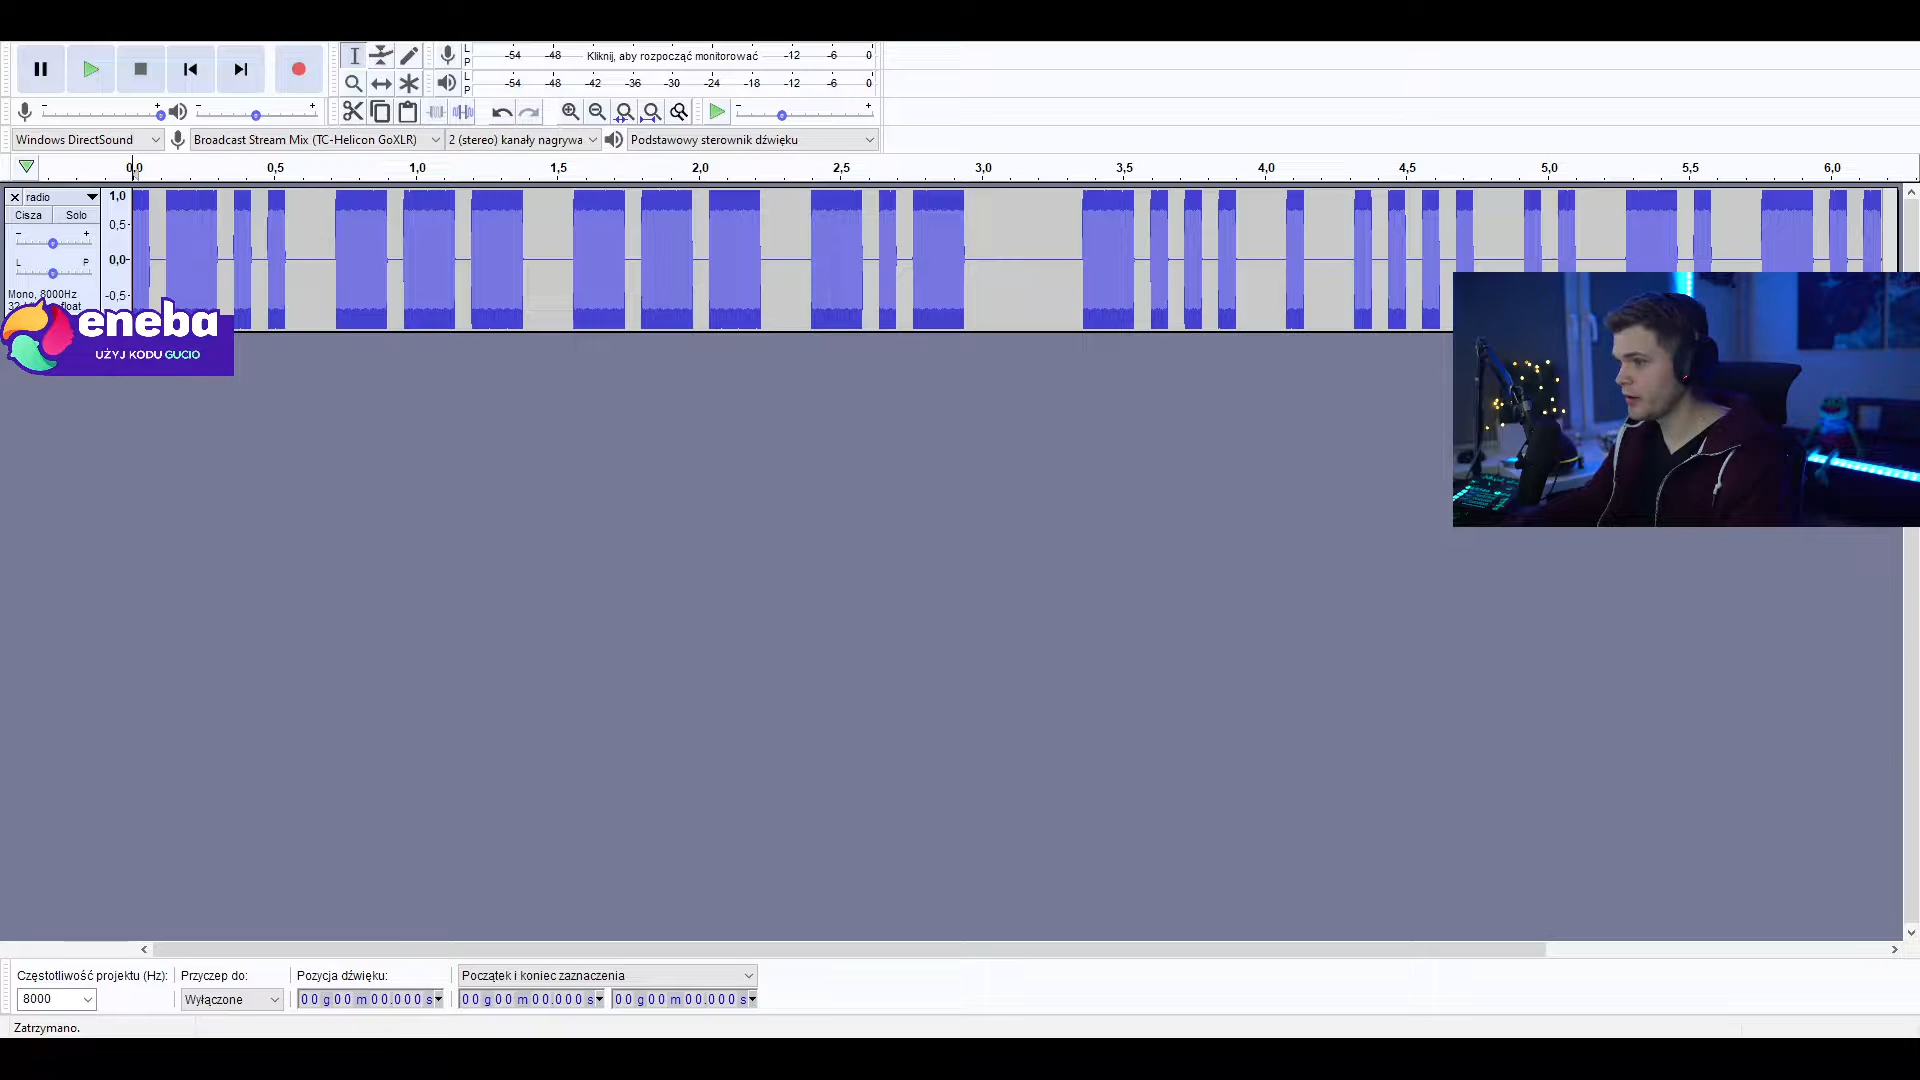 L
P
-54 -48 Kliknij, aby rozpocząć monitorować -12 -6 0
L
P
-54 -48 -42 -36 -30 -24 -18 -12 -6 0
- + - + - +
Windows DirectSound Broadcast Stream Mix (TC-Helicon GoXLR) 2 (stereo) kanały nagrywa Podstawowy sterownik dźwięku
0,0 0,5 1,0 1,5 2,0 2,5 3,0 3,5 4,0 4,5 5,0 5,5 6,0
radio
Cisza Solo
- +
L P
Mono, 8000Hz
1,0
0,5
0,0
-0,5
eneba
UŻYJ KODU GUCIO
Częstotliwość projektu (Hz): Przyczep do: Pozycja dźwięku: Początek i koniec zaznaczenia
8000 Wyłączone 00 g 00 m 00.000 s 00 g 00 m 00.000 s 00 g 00 m 00.000 s
Zatrzymano.